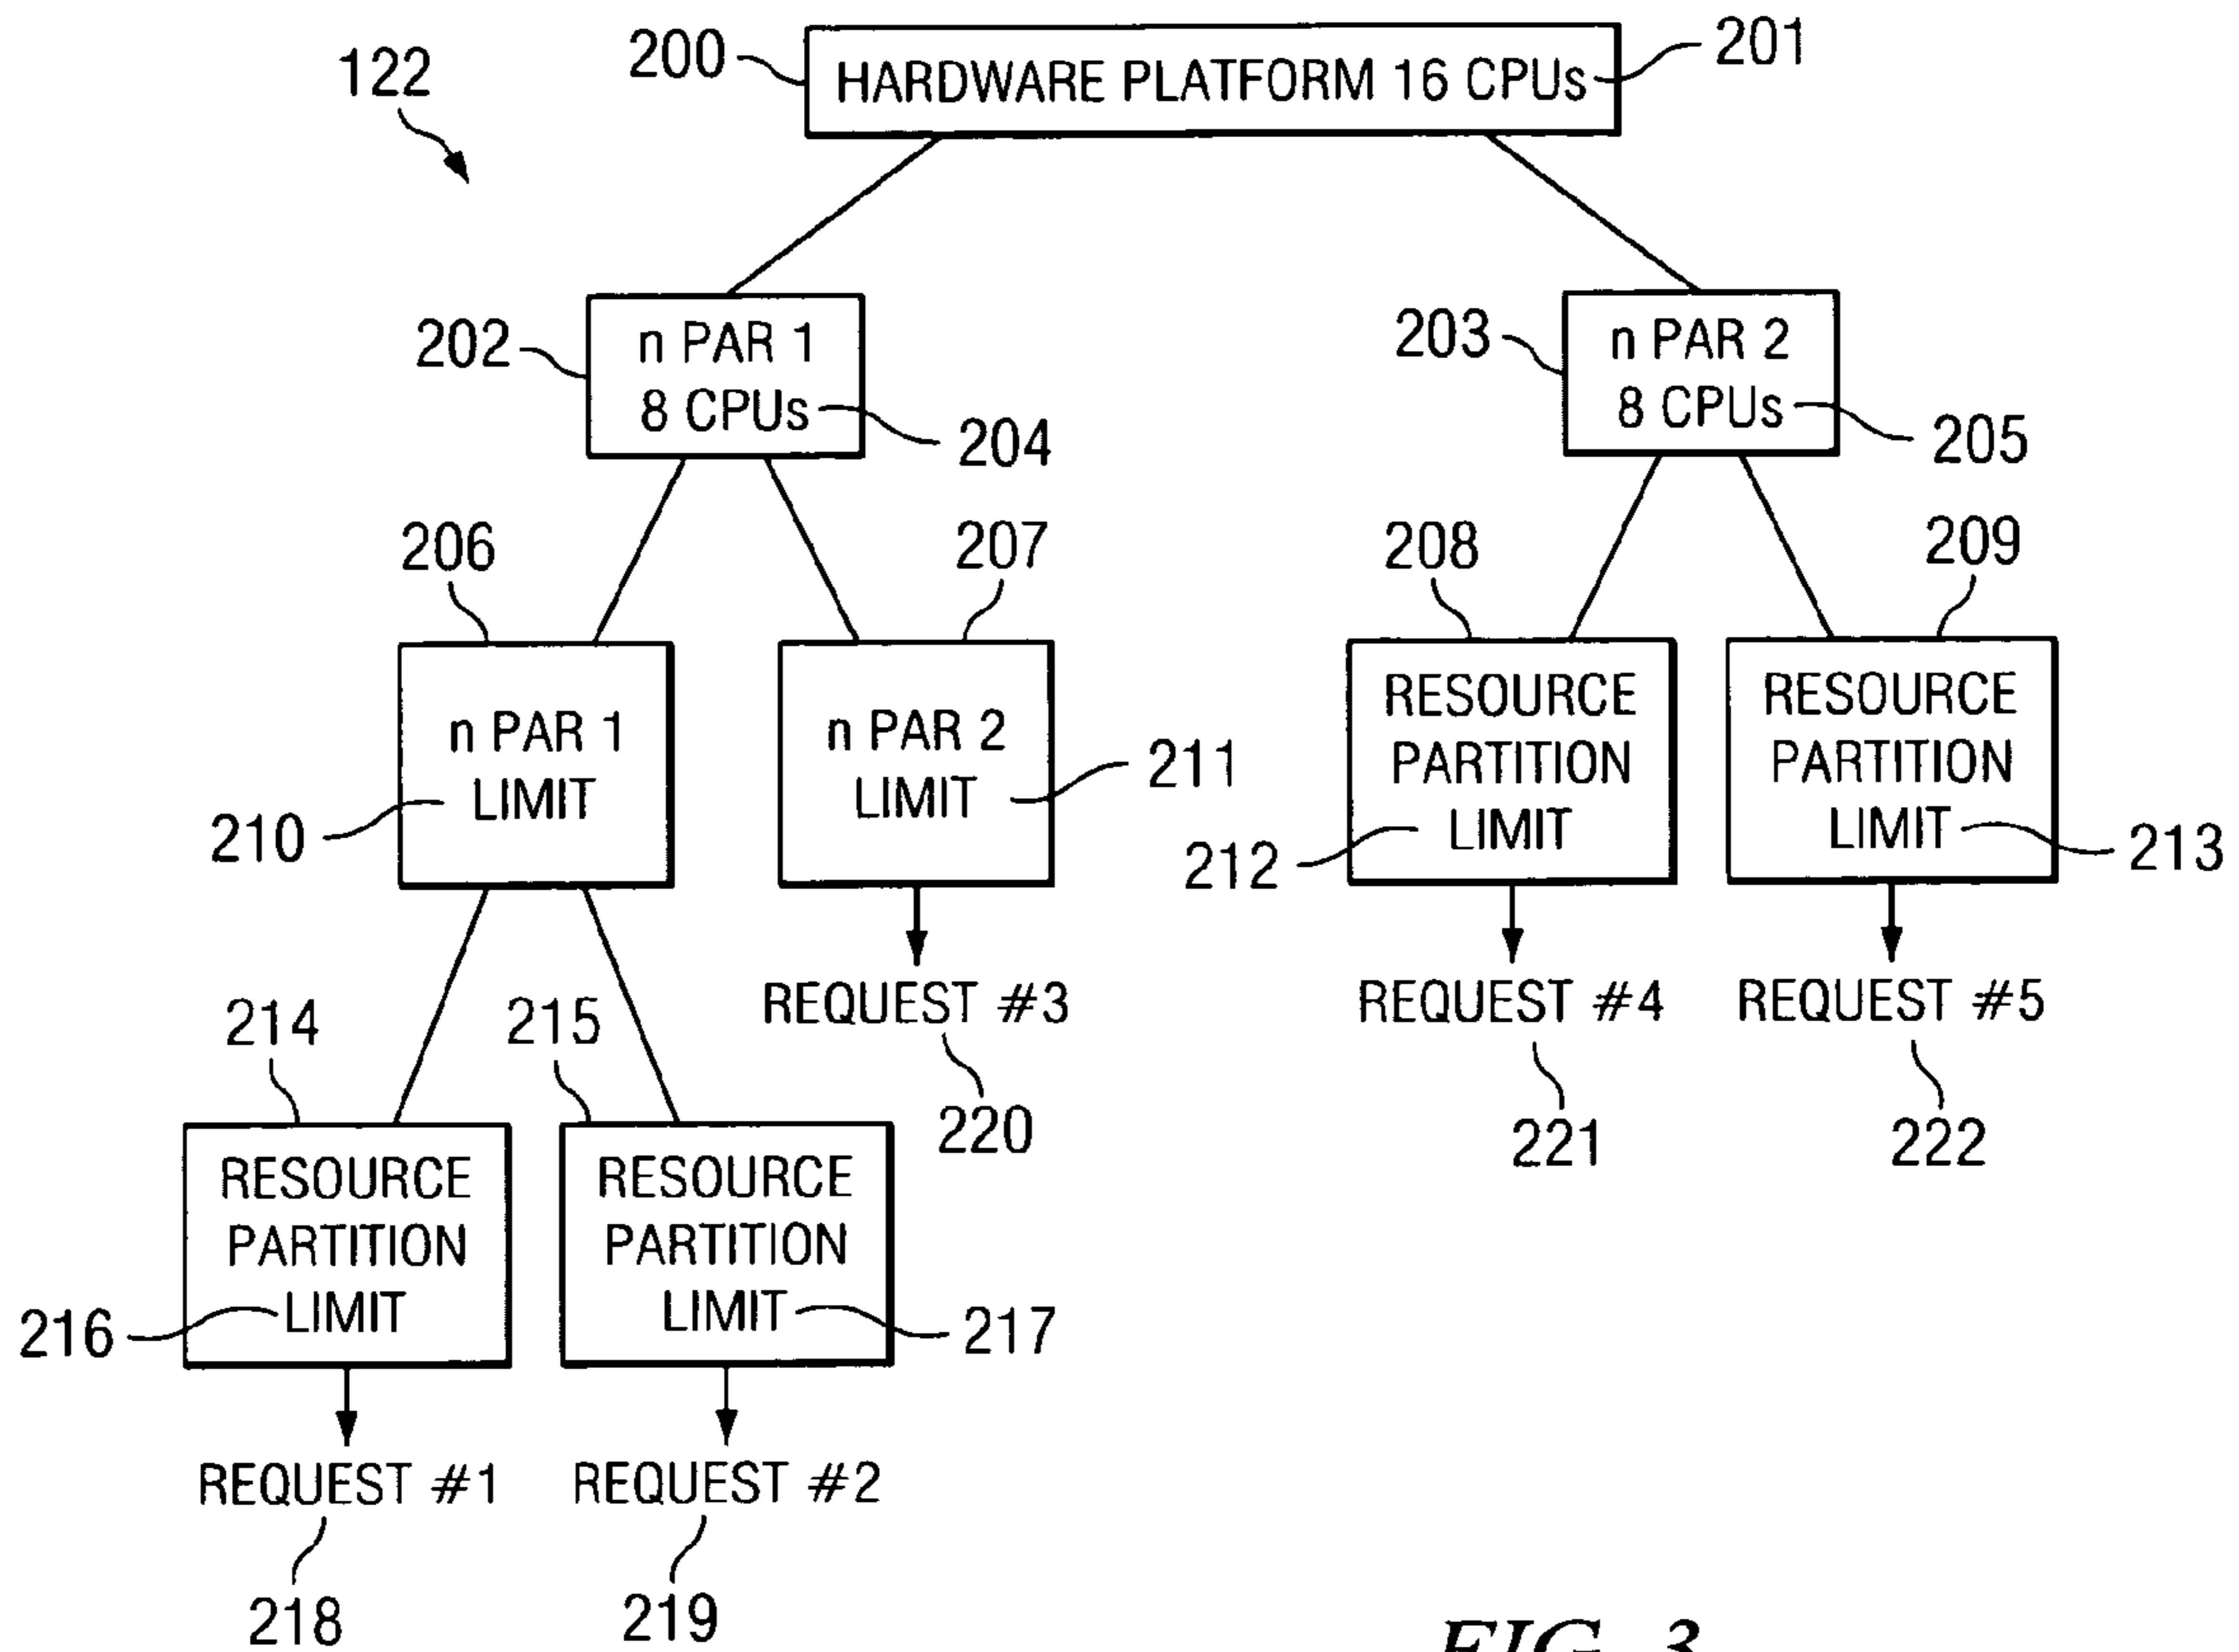 122
200
HARDWARE PLATFORM 16 CPUs
201
202
n PAR 1
8 CPUs
204
203
n PAR 2
8 CPUs
205
206
207
208
209
n PAR 1
LIMIT
210
n PAR 2
LIMIT
211
RESOURCE
PARTITION
LIMIT
212
RESOURCE
PARTITION
LIMIT
213
REQUEST #3
220
REQUEST #4
221
REQUEST #5
222
214
215
RESOURCE
PARTITION
LIMIT
216
RESOURCE
PARTITION
LIMIT
217
REQUEST #1
218
REQUEST #2
219
FIG. 3